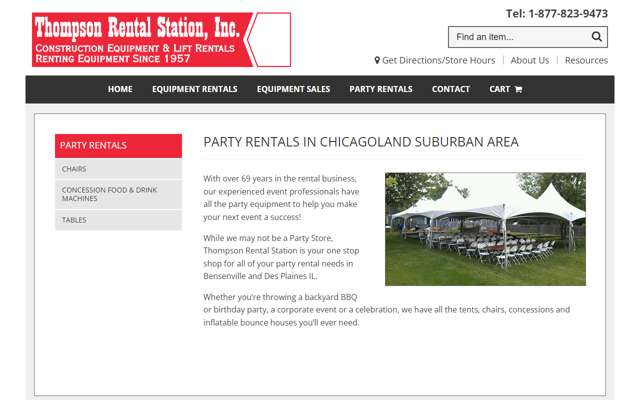 Thompson Rental Station, Inc.
Construction Equipment & Lift Rentals
Renting Equipment Since 1957
Tel: 1-877-823-9473
Find an item...
Get Directions/Store Hours
About Us
Resources
HOME
EQUIPMENT RENTALS
EQUIPMENT SALES
PARTY RENTALS
CONTACT
CART
PARTY RENTALS
CHAIRS
CONCESSION FOOD & DRINK
MACHINES
TABLES
PARTY RENTALS IN CHICAGOLAND SUBURBAN AREA
With over 69 years in the rental business,
our experienced event professionals have
all the party equipment to help you make
your next event a success!
While we may not be a Party Store,
Thompson Rental Station is your one stop
shop for all of your party rental needs in
Bensenville and Des Plaines IL.
Whether you're throwing a backyard BBQ
or birthday party, a corporate event or a celebration, we have all the tents, chairs, concessions and
inflatable bounce houses you'll ever need.